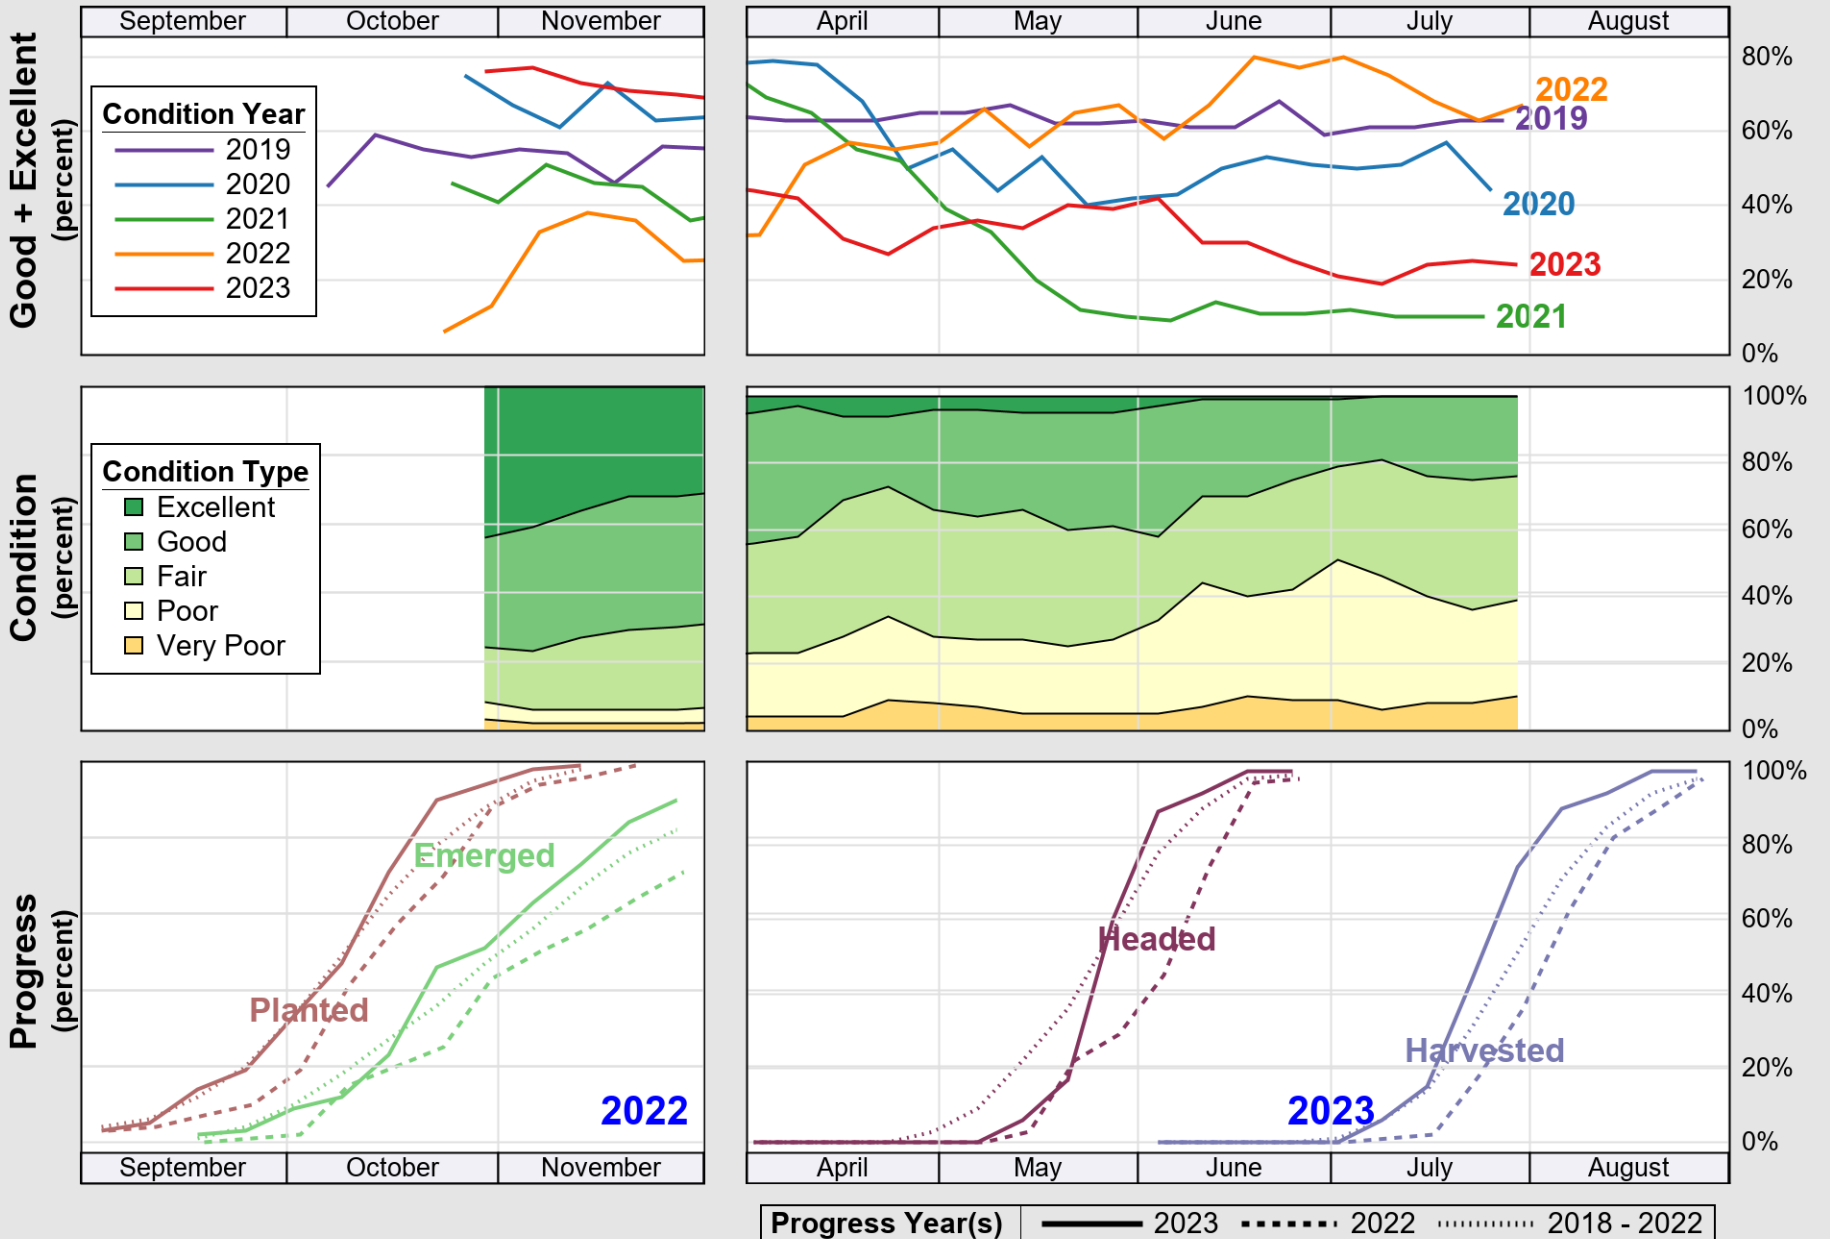 September October November April May June July August
Good + Excellent
(percent)
Condition Year
2019
2020
2021
2022
2023
80%
60%
40%
20%
0%
2022
2019
2020
2023
2021
Condition
(percent)
Condition Type
Excellent
Good
Fair
Poor
Very Poor
100%
80%
60%
40%
20%
0%
Progress
(percent)
Planted
Emerged
2022
Headed
Harvested
2023
100%
80%
60%
40%
20%
0%
September October November April May June July August
Progress Year(s) 2023 2022 2018 - 2022